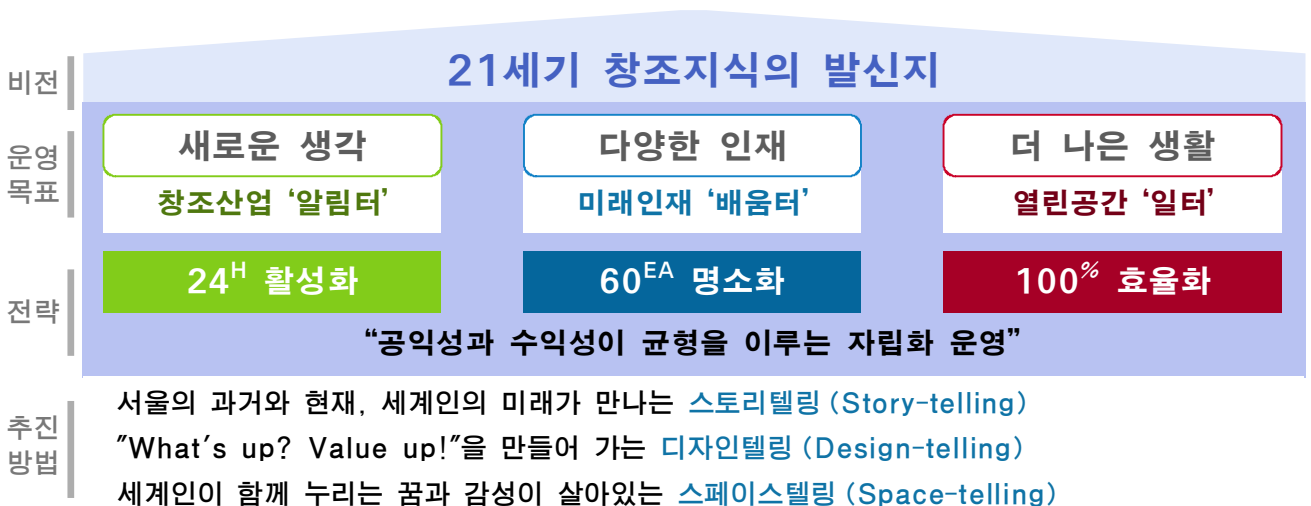 비전
21세기 창조지식의 발신지
운영
목표
새로운 생각
다양한 인재
더 나은 생활
창조산업 ‘알림터’
미래인재 ‘배움터’
열린공간 ‘일터’
전략
24H 활성화
60EA 명소화
100% 효율화
“공익성과 수익성이 균형을 이루는 자립화 운영”
추진
방법
서울의 과거와 현재, 세계인의 미래가 만나는 스토리텔링 (Story-telling)
"What's up? Value up!"을 만들어 가는 디자인텔링 (Design-telling)
세계인이 함께 누리는 꿈과 감성이 살아있는 스페이스텔링 (Space-telling)